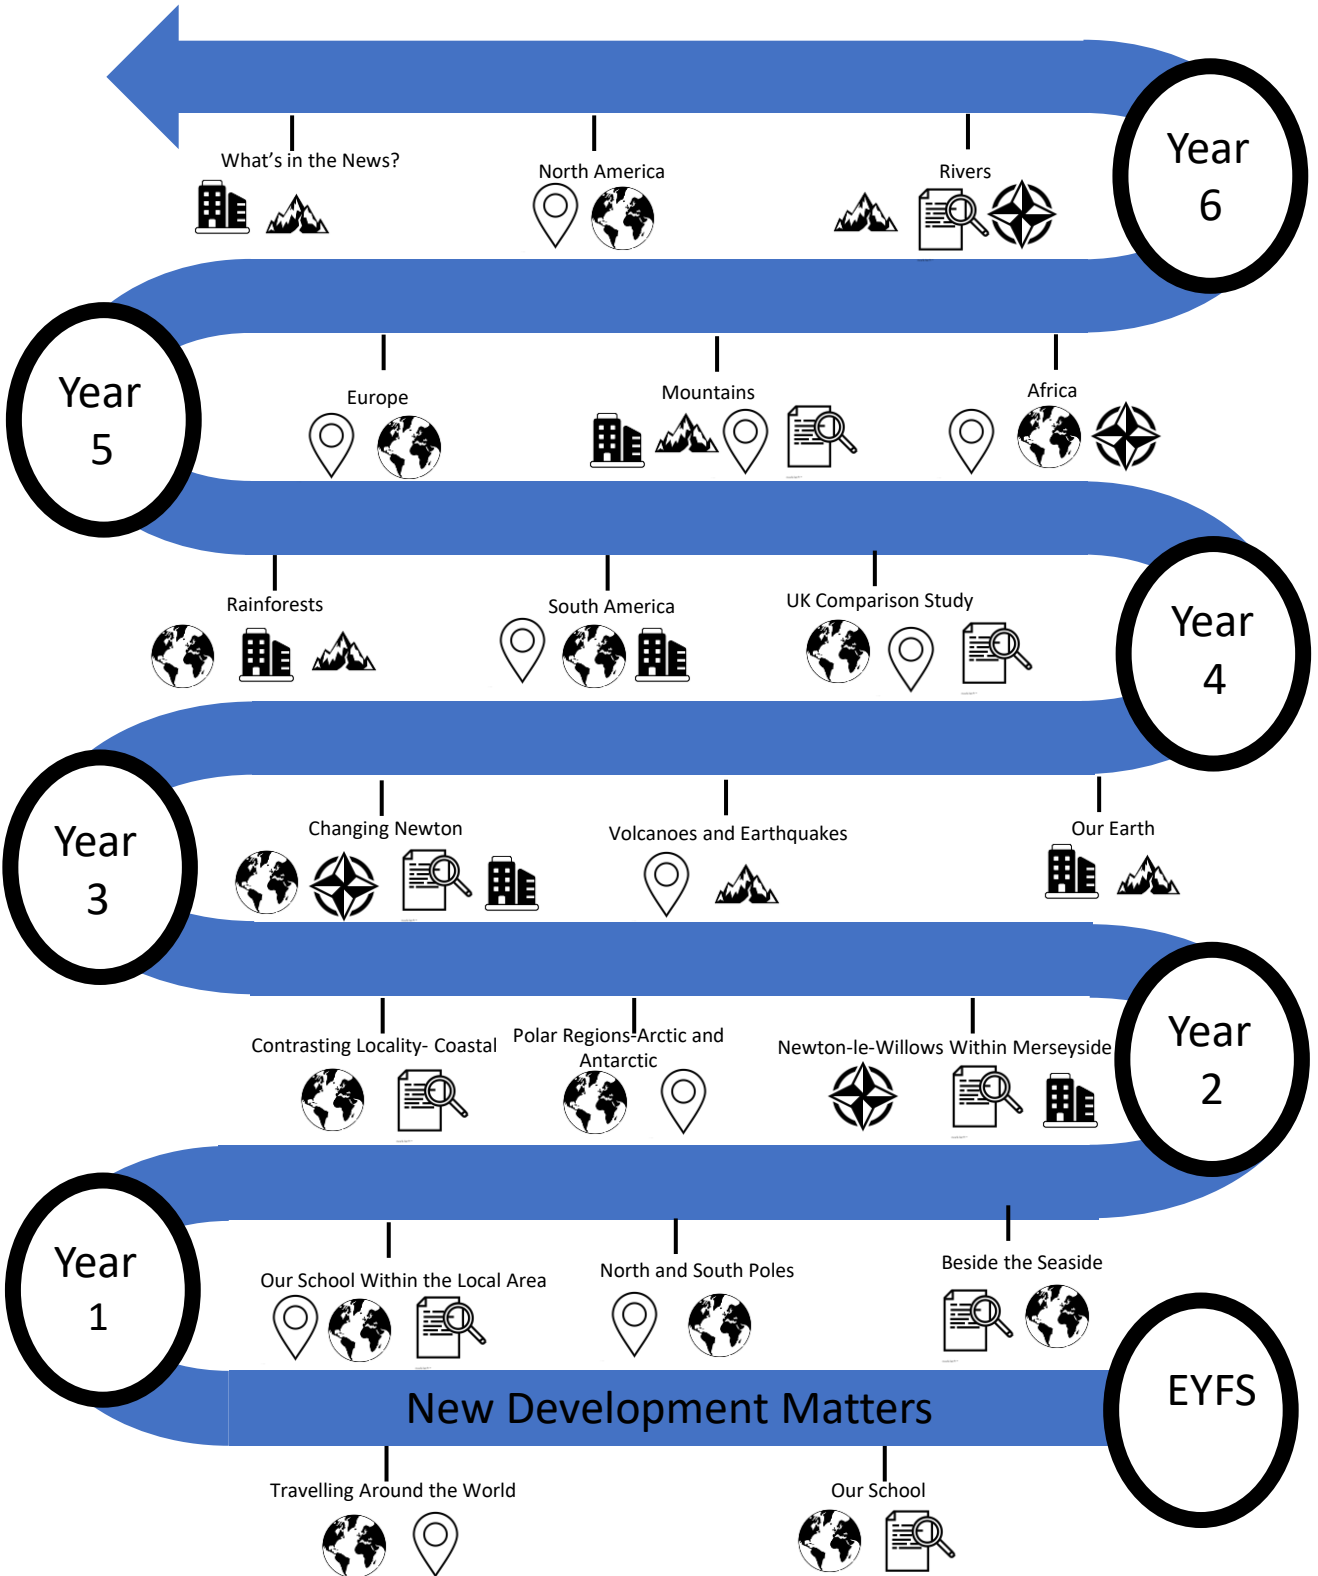 What's in the News?
North America
Rivers
Year
6
Year
5
Europe
Mountains
Africa
Rainforests
South America
UK Comparison Study
Year
4
Year
3
Changing Newton
Volcanoes and Earthquakes
Our Earth
Contrasting Locality- Coastal
Polar Regions-Arctic and
Antarctic
Newton-le-Willows Within Merseyside
Year
2
Year
1
Our School Within the Local Area
North and South Poles
Beside the Seaside
New Development Matters
EYFS
Travelling Around the World
Our School